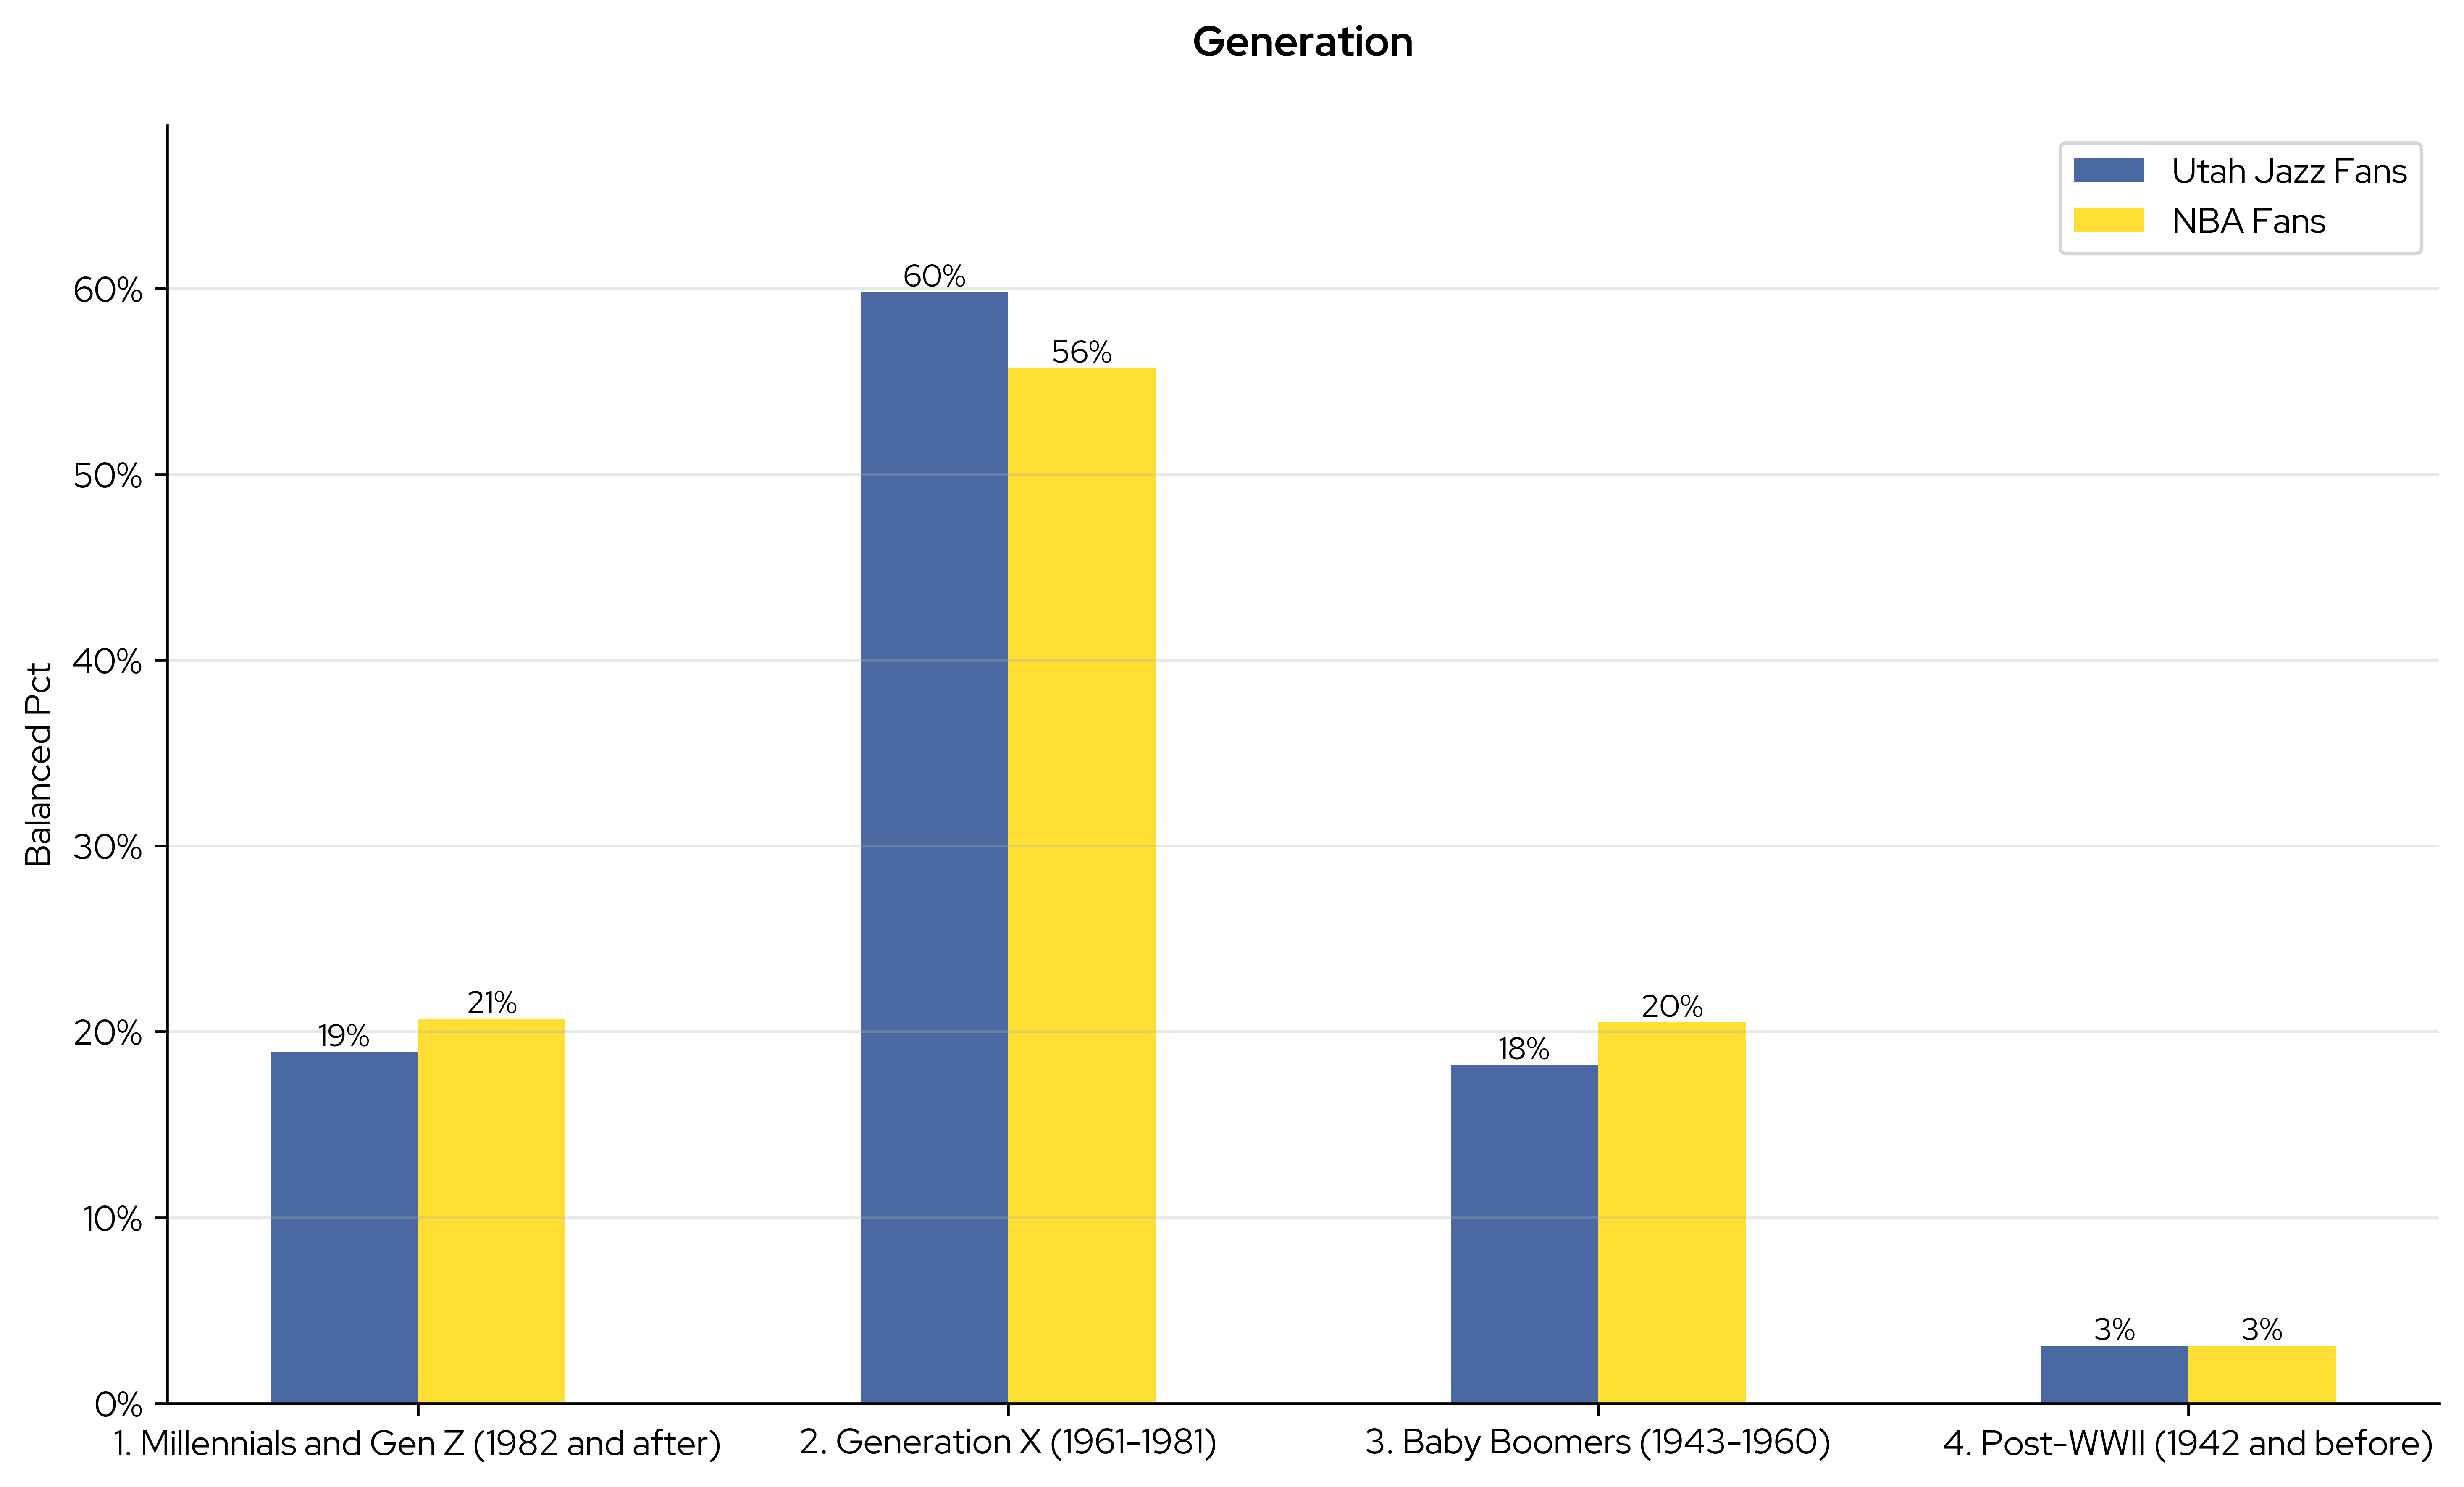 Generation
Utah Jazz Fans
NBA Fans
Balanced Pct
60%
50%
40%
30%
20%
10%
0%
19%
21%
60%
56%
18%
20%
3%
3%
1. Millennials and Gen Z (1982 and after)
2. Generation X (1961-1981)
3. Baby Boomers (1943-1960)
4. Post-WWII (1942 and before)